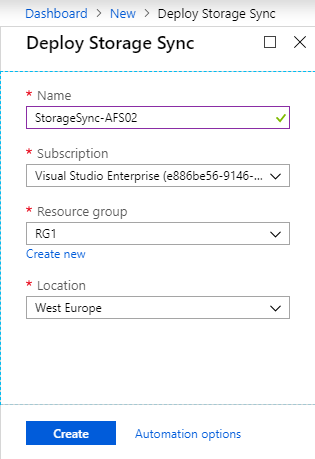 Dashboard > New > Deploy Storage Sync
Deploy Storage Sync
* Name
StorageSync-AFS02
* Subscription
Visual Studio Enterprise (e886be56-9146-...
* Resource group
RG1
Create new
* Location
West Europe
Create Automation options